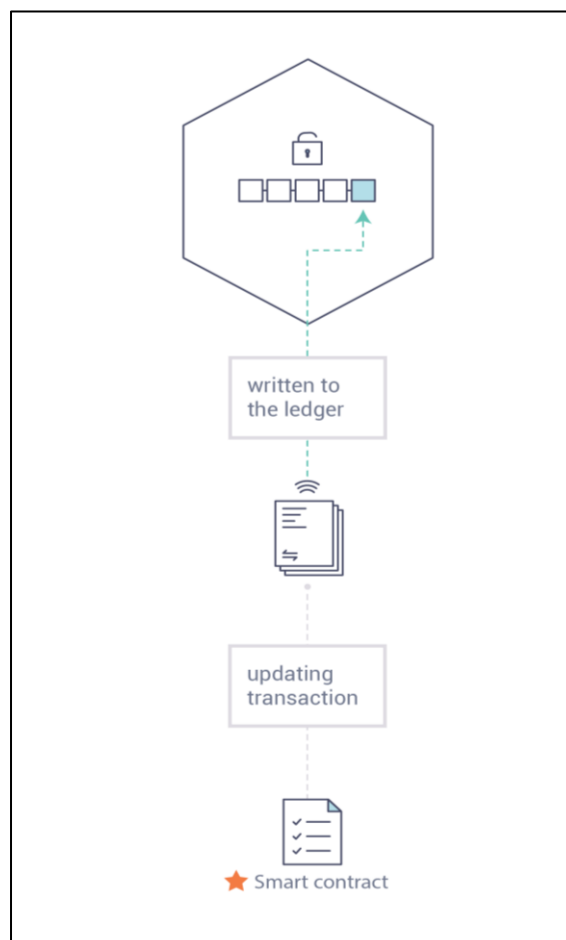 written to
the ledger
updating
transaction
Smart contract